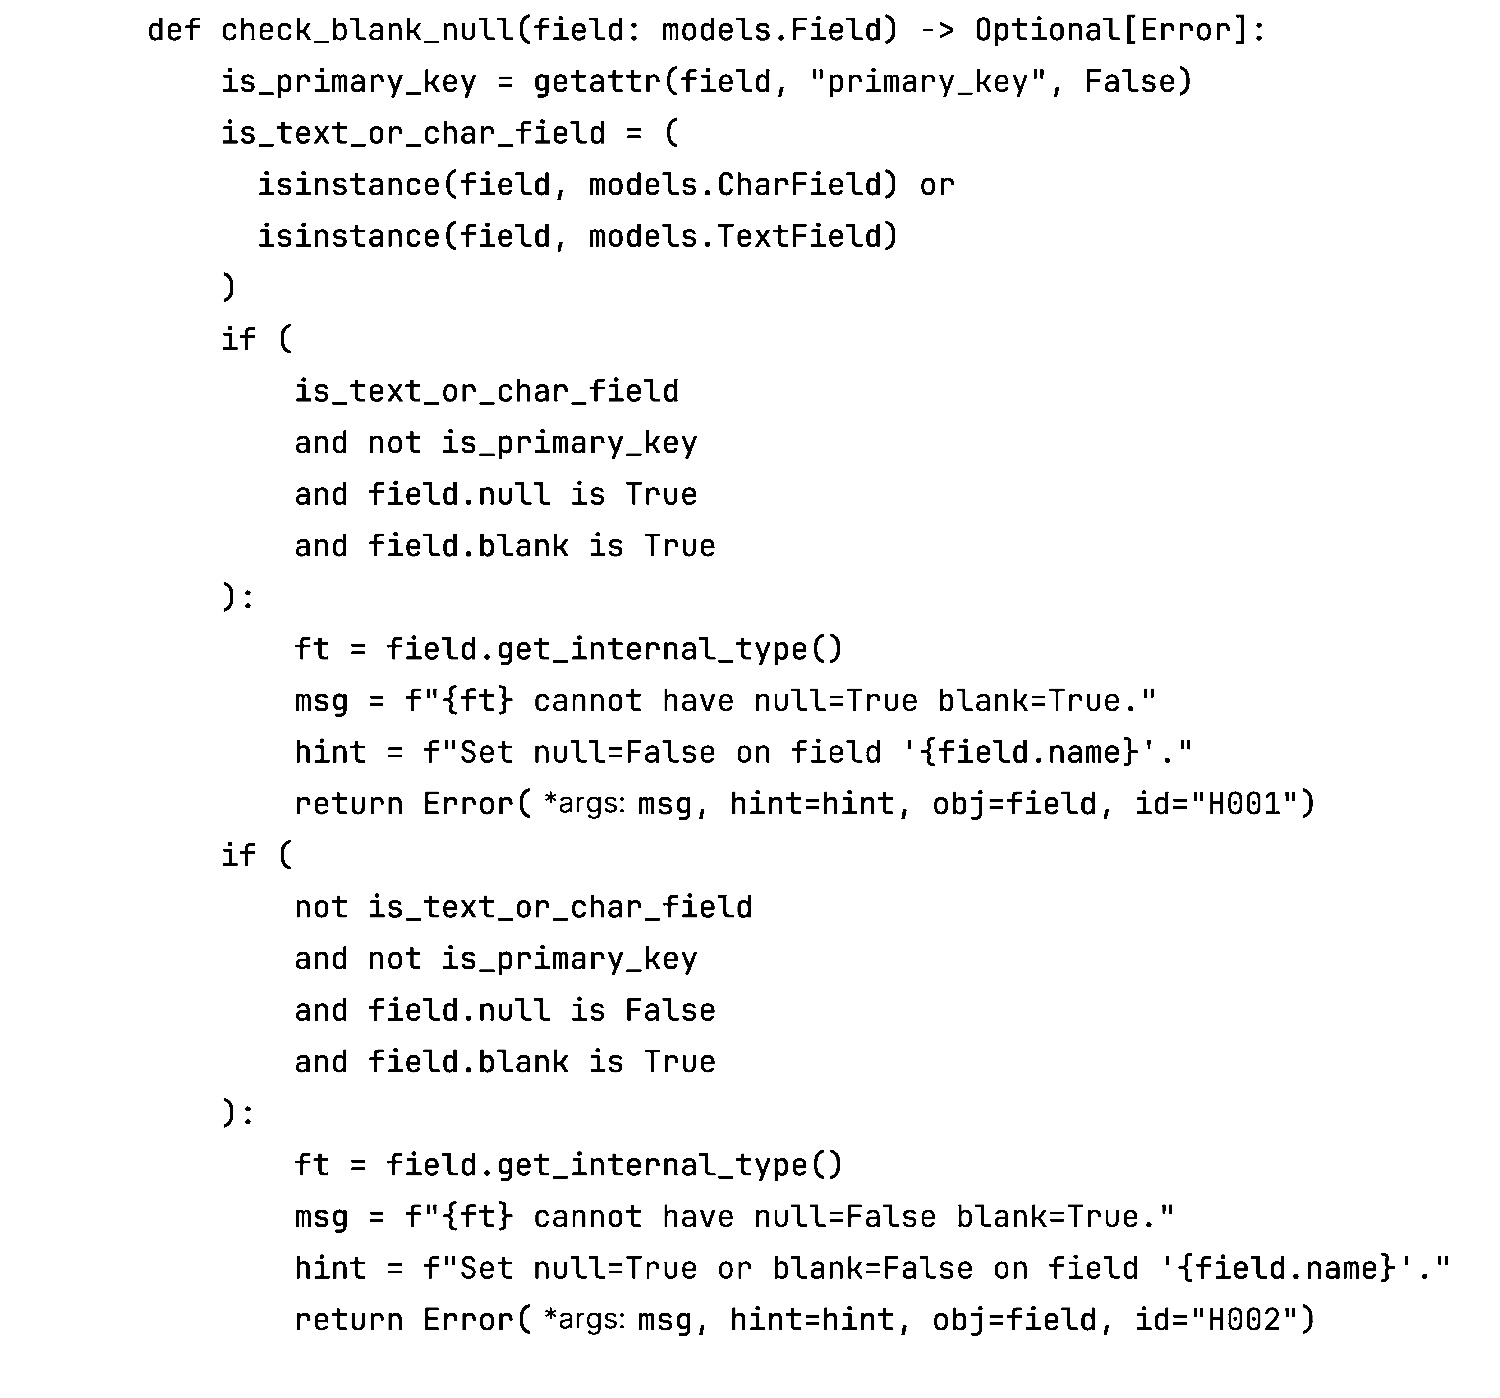 def check_blank_null(field: models.Field) -> Optional[Error]:
    is_primary_key = getattr(field, "primary_key", False)
    is_text_or_char_field = (
      isinstance(field, models.CharField) or
      isinstance(field, models.TextField)
    )
    if (
        is_text_or_char_field
        and not is_primary_key
        and field.null is True
        and field.blank is True
    ):
        ft = field.get_internal_type()
        msg = f"{ft} cannot have null=True blank=True."
        hint = f"Set null=False on field '{field.name}'."
        return Error( *args: msg, hint=hint, obj=field, id="H001")
    if (
        not is_text_or_char_field
        and not is_primary_key
        and field.null is False
        and field.blank is True
    ):
        ft = field.get_internal_type()
        msg = f"{ft} cannot have null=False blank=True."
        hint = f"Set null=True or blank=False on field '{field.name}'."
        return Error( *args: msg, hint=hint, obj=field, id="H002")